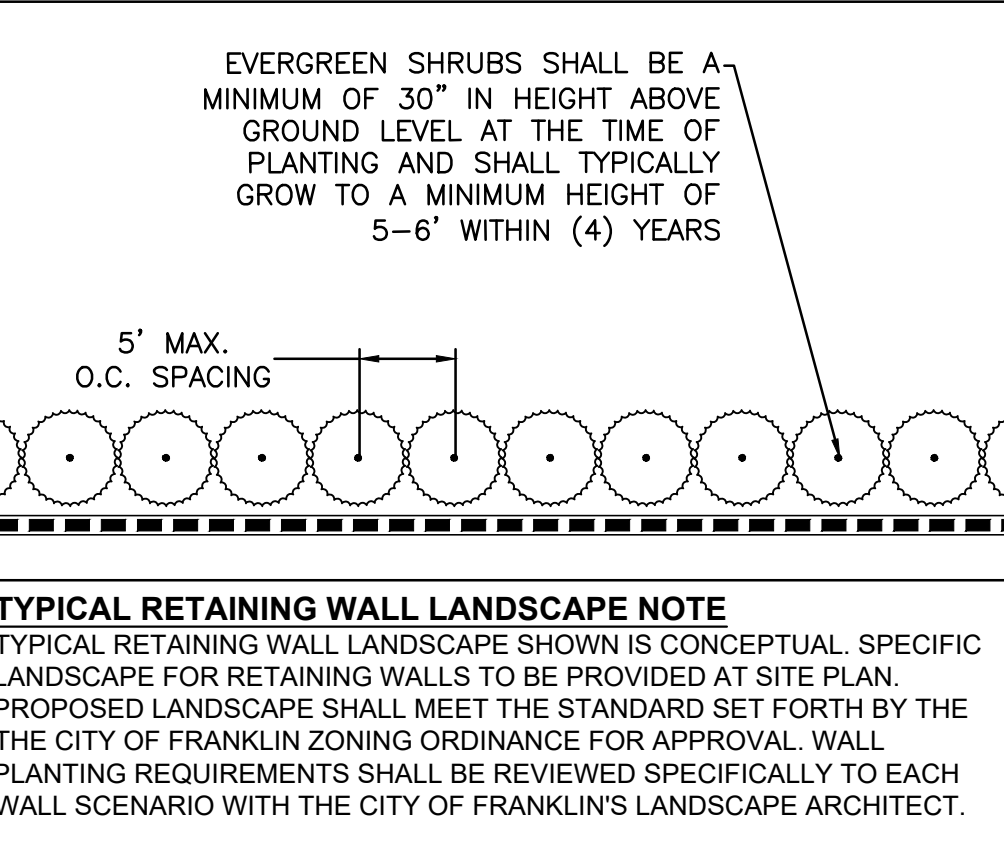 EVERGREEN SHRUBS SHALL BE A
MINIMUM OF 30" IN HEIGHT ABOVE
GROUND LEVEL AT THE TIME OF
PLANTING AND SHALL TYPICALLY
GROW TO A MINIMUM HEIGHT OF
5–6' WITHIN (4) YEARS
5' MAX.
O.C. SPACING
TYPICAL RETAINING WALL LANDSCAPE NOTE
TYPICAL RETAINING WALL LANDSCAPE SHOWN IS CONCEPTUAL. SPECIFIC
LANDSCAPE FOR RETAINING WALLS TO BE PROVIDED AT SITE PLAN.
PROPOSED LANDSCAPE SHALL MEET THE STANDARD SET FORTH BY THE
THE CITY OF FRANKLIN ZONING ORDINANCE FOR APPROVAL. WALL
PLANTING REQUIREMENTS SHALL BE REVIEWED SPECIFICALLY TO EACH
WALL SCENARIO WITH THE CITY OF FRANKLIN'S LANDSCAPE ARCHITECT.